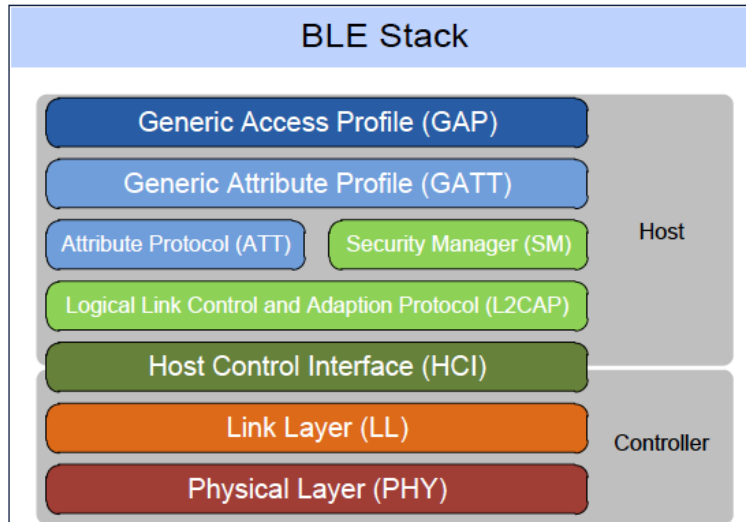 BLE Stack
Generic Access Profile (GAP)
Generic Attribute Profile (GATT)
Attribute Protocol (ATT)
Security Manager (SM)
Host
Logical Link Control and Adaption Protocol (L2CAP)
Host Control Interface (HCI)
Link Layer (LL)
Controller
Physical Layer (PHY)